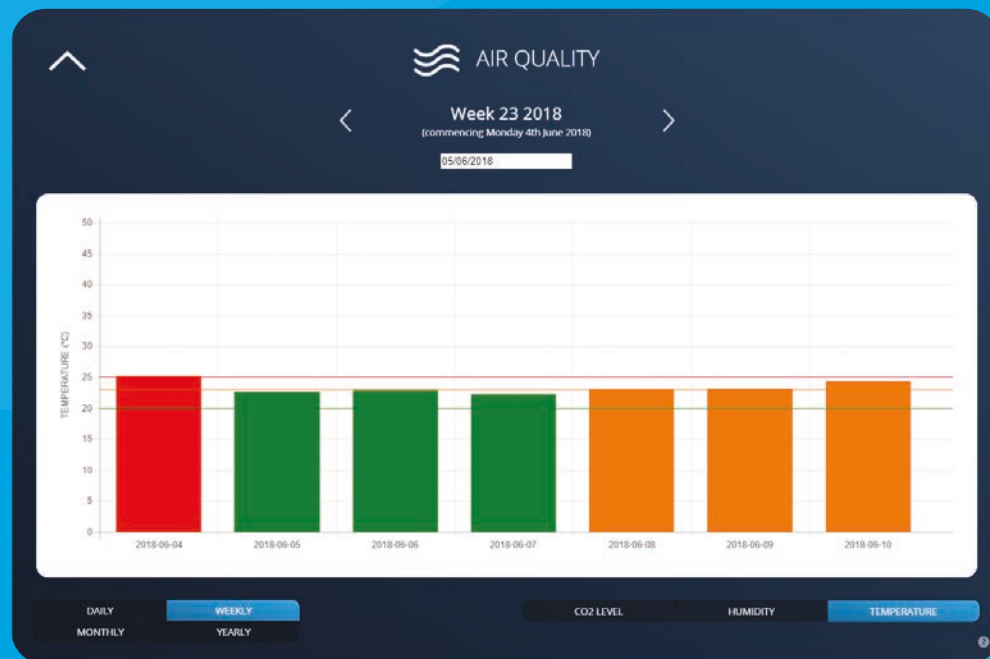 AIR QUALITY
Week 23 2018
(commencing Monday 4th June 2018)
05/06/2018
TEMPERATURE (°C)
50
45
40
35
30
25
20
15
10
5
0
2018-06-04 2018-06-05 2018-06-06 2018-06-07 2018-06-08 2018-06-09 2018-06-10
DAILY WEEKLY CO2 LEVEL HUMIDITY TEMPERATURE
MONTHLY YEARLY
?